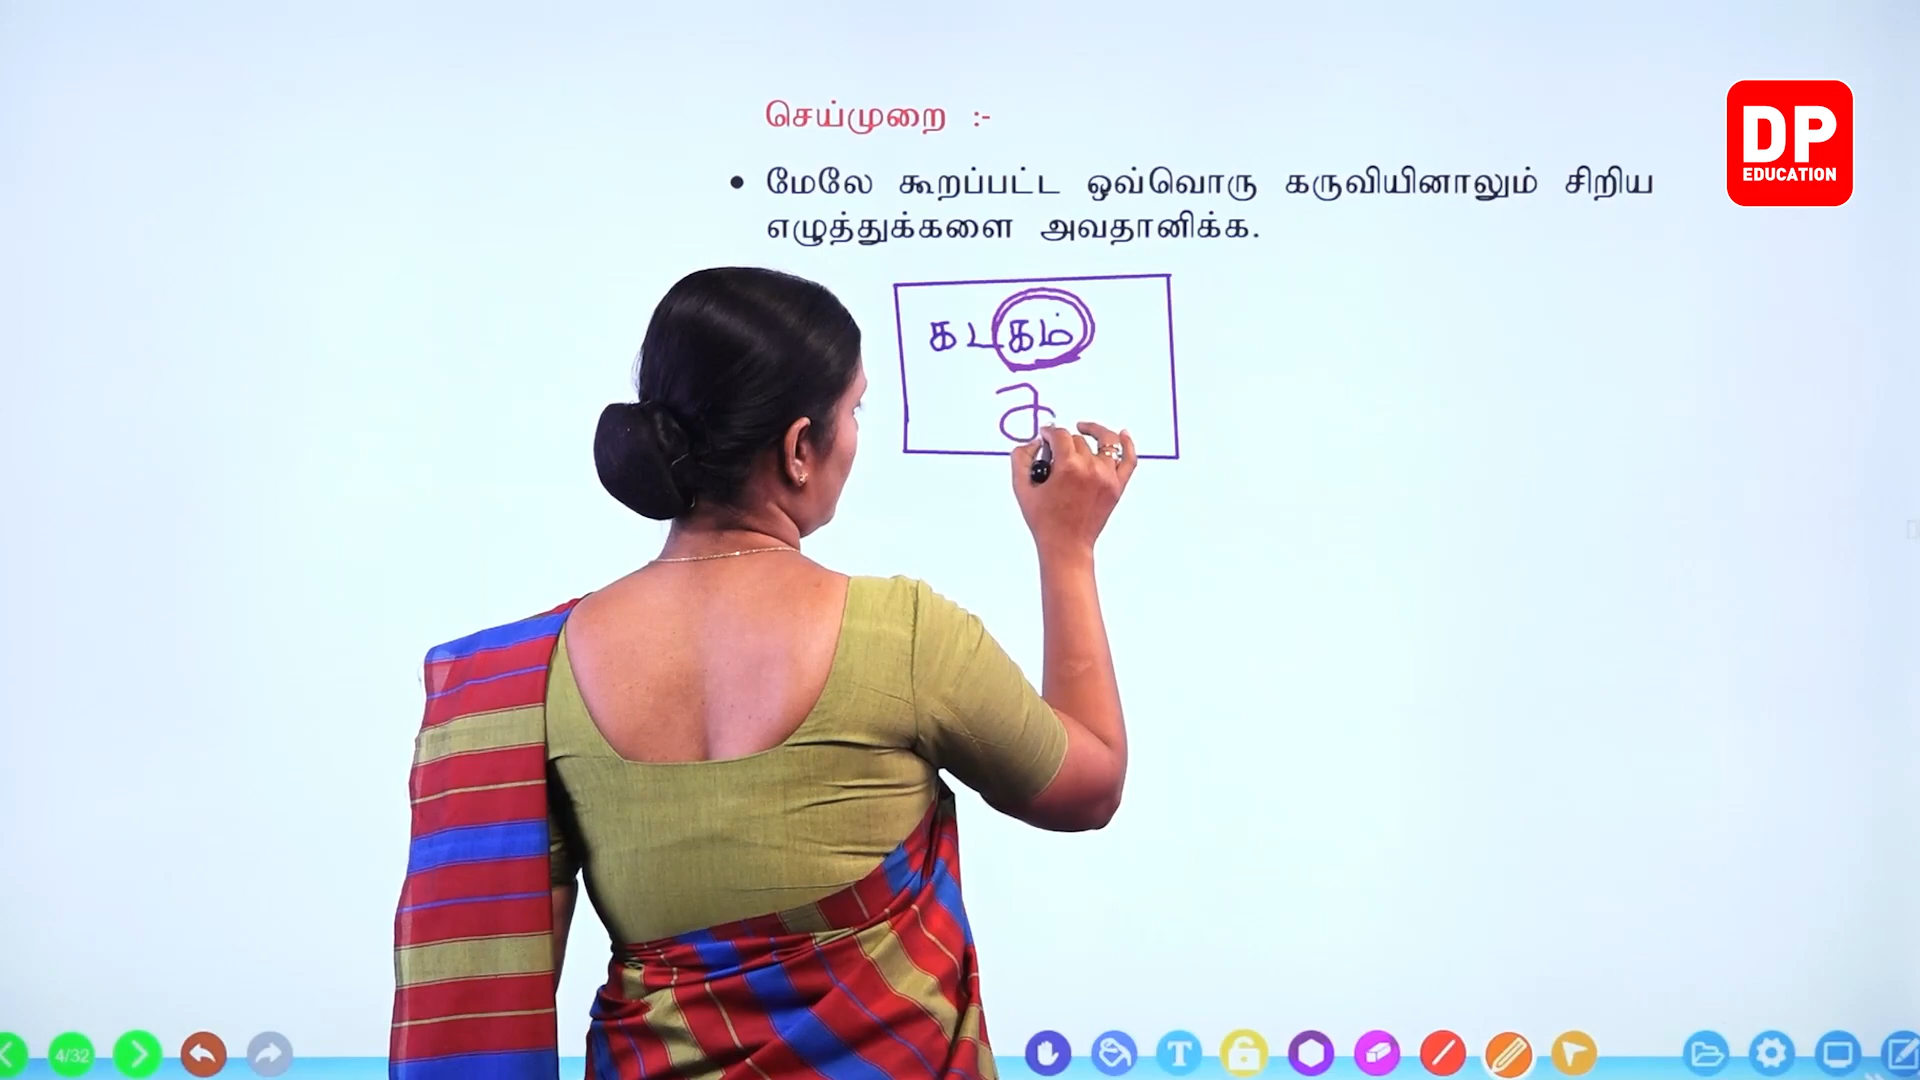 செய்முறை :-
DP
EDUCATION
• மேலே கூறப்பட்ட ஒவ்வொரு கருவியினாலும் சிறிய
எழுத்துக்களை அவதானிக்க.
கடகம்
4/32
T